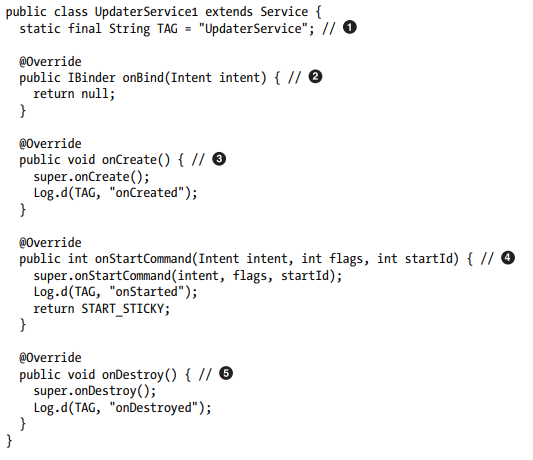 public class UpdaterService1 extends Service {
  static final String TAG = "UpdaterService"; // ❶

  @Override
  public IBinder onBind(Intent intent) { // ❷
    return null;
  }

  @Override
  public void onCreate() { // ❸
    super.onCreate();
    Log.d(TAG, "onCreated");
  }

  @Override
  public int onStartCommand(Intent intent, int flags, int startId) { // ❹
    super.onStartCommand(intent, flags, startId);
    Log.d(TAG, "onStarted");
    return START_STICKY;
  }

  @Override
  public void onDestroy() { // ❺
    super.onDestroy();
    Log.d(TAG, "onDestroyed");
  }
}